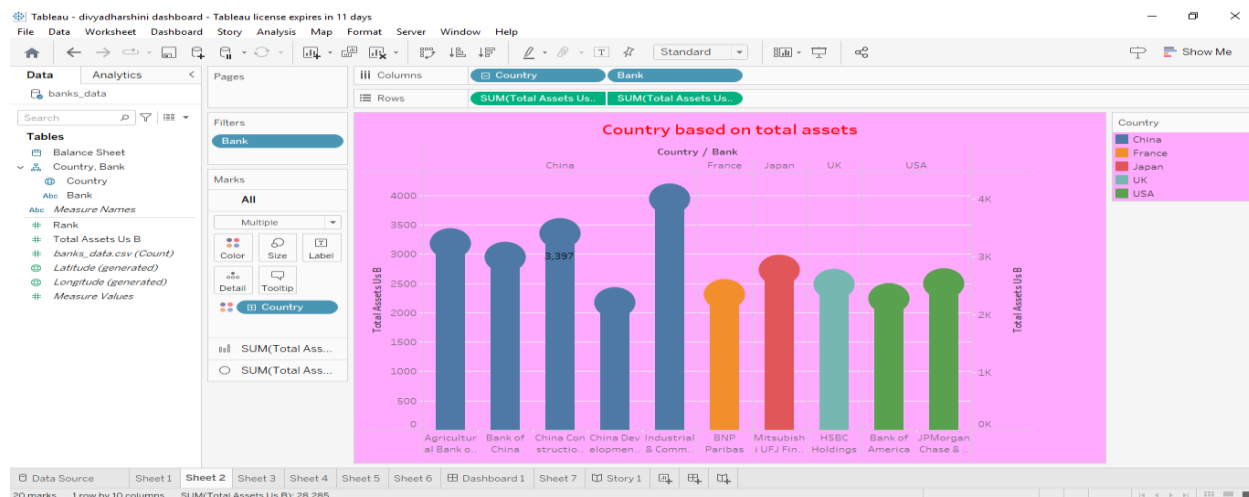 Tableau - divyadharshini dashboard - Tableau license expires in 11 days
File Data Worksheet Dashboard Story Analysis Map Format Server Window Help
Standard
Show Me
Data Analytics
banks_data
Search
Tables
Balance Sheet
Country, Bank
Country
Abc Bank
Abc Measure Names
# Rank
# Total Assets Us B
# banks_data.csv (Count)
Latitude (generated)
Longitude (generated)
# Measure Values
Pages
Filters
Bank
Marks
All
Multiple
Color Size Label
Detail Tooltip
Country
SUM(Total Ass...
SUM(Total Ass...
Columns Country Bank
Rows SUM(Total Assets Us.. SUM(Total Assets Us..
Country based on total assets
Country / Bank
China France Japan UK USA
Total Assets Us B
4000
3500
3000
2500
2000
1500
1000
500
0
3,397
4K
3K
2K
1K
0K
Total Assets Us B
Agricultur Bank of China Con China Dev Industrial BNP Mitsubish HSBC Bank of JPMorgan
al Bank o.. China structio.. elopmen.. & Comm.. Paribas i UFJ Fin.. Holdings America Chase & ..
Country
China
France
Japan
UK
USA
Data Source Sheet 1 Sheet 2 Sheet 3 Sheet 4 Sheet 5 Sheet 6 Dashboard 1 Sheet 7 Story 1
20 marks 1 row by 10 columns SUM(Total Assets Us B): 28,285